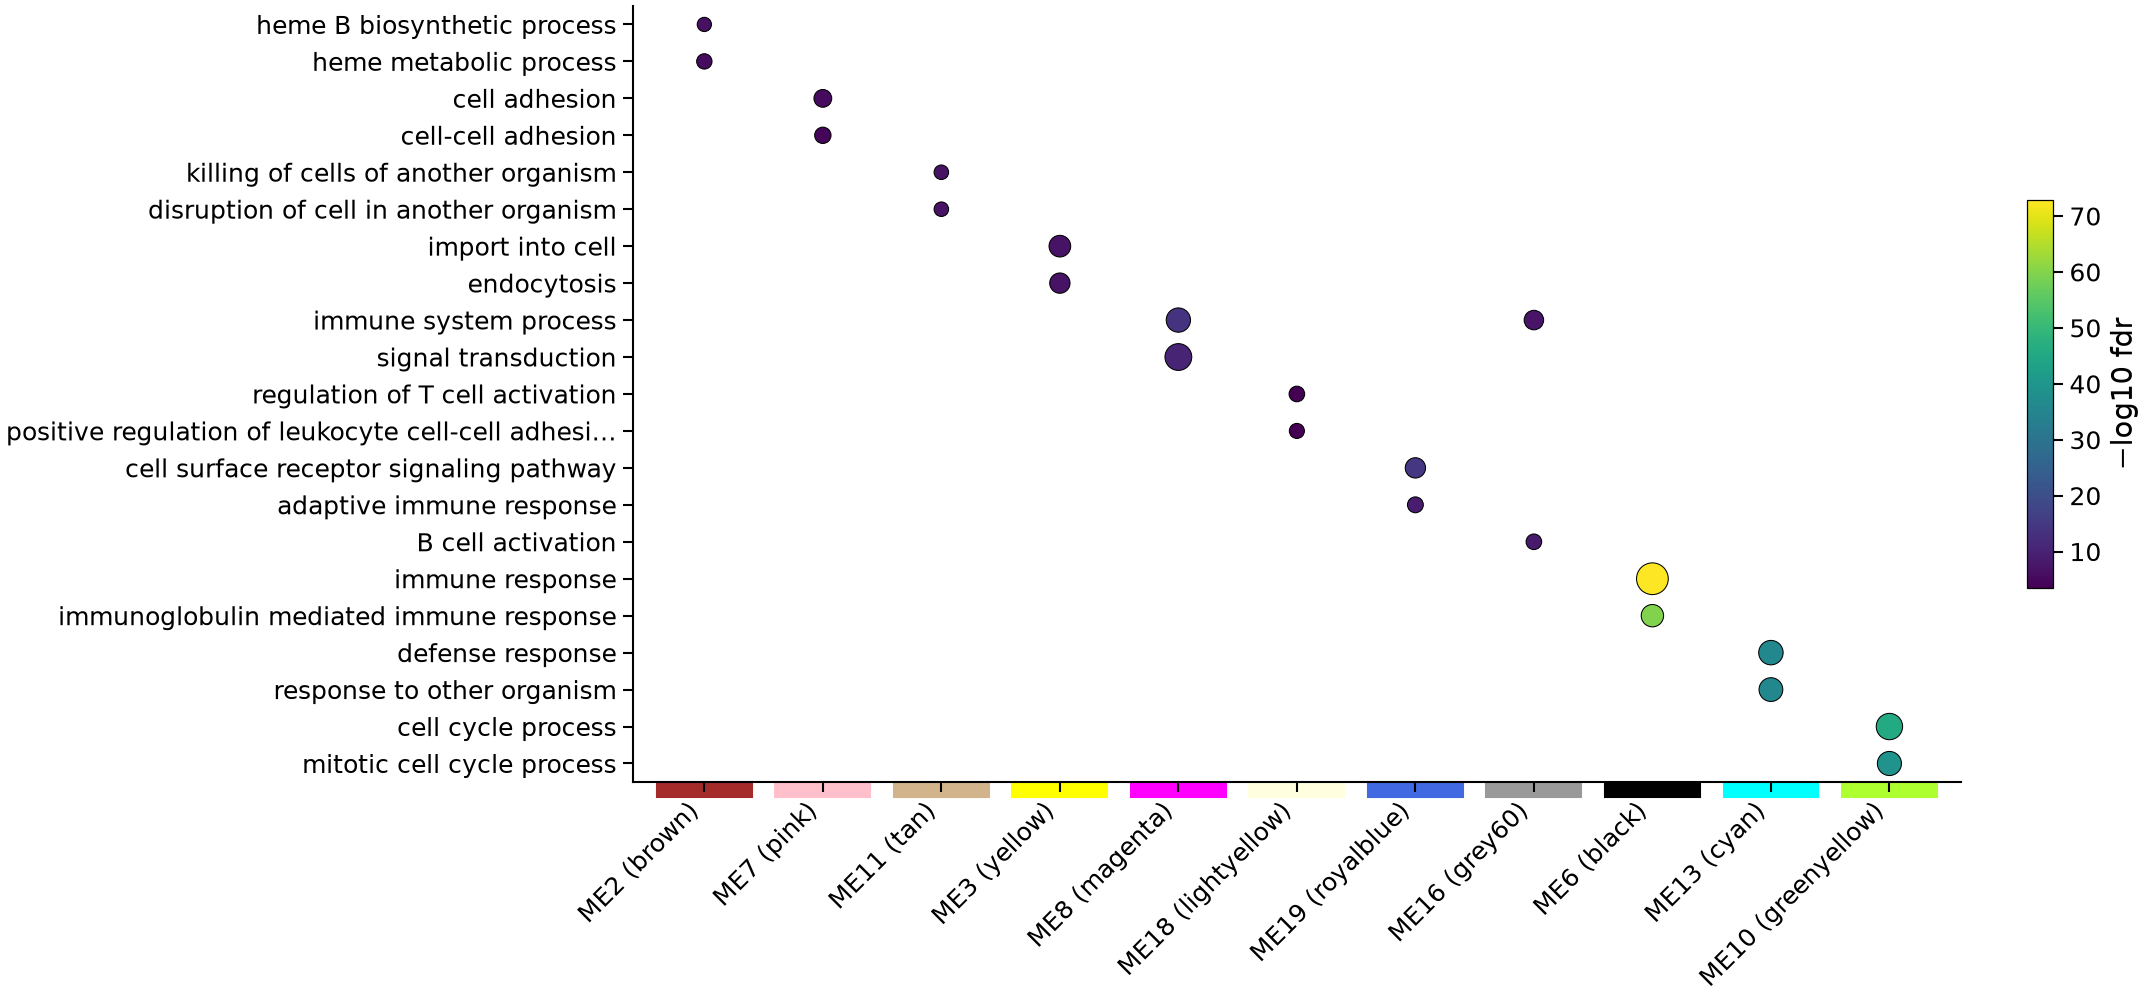 heme B biosynthetic process
heme metabolic process
cell adhesion
cell-cell adhesion
killing of cells of another organism
disruption of cell in another organism
import into cell
endocytosis
immune system process
signal transduction
regulation of T cell activation
positive regulation of leukocyte cell-cell adhesi...
cell surface receptor signaling pathway
adaptive immune response
B cell activation
immune response
immunoglobulin mediated immune response
defense response
response to other organism
cell cycle process
mitotic cell cycle process
ME2 (brown)
ME7 (pink)
ME11 (tan)
ME3 (yellow)
ME8 (magenta)
ME18 (lightyellow)
ME19 (royalblue)
ME16 (grey60)
ME6 (black)
ME13 (cyan)
ME10 (greenyellow)
70
60
50
40
30
20
10
−log10 fdr